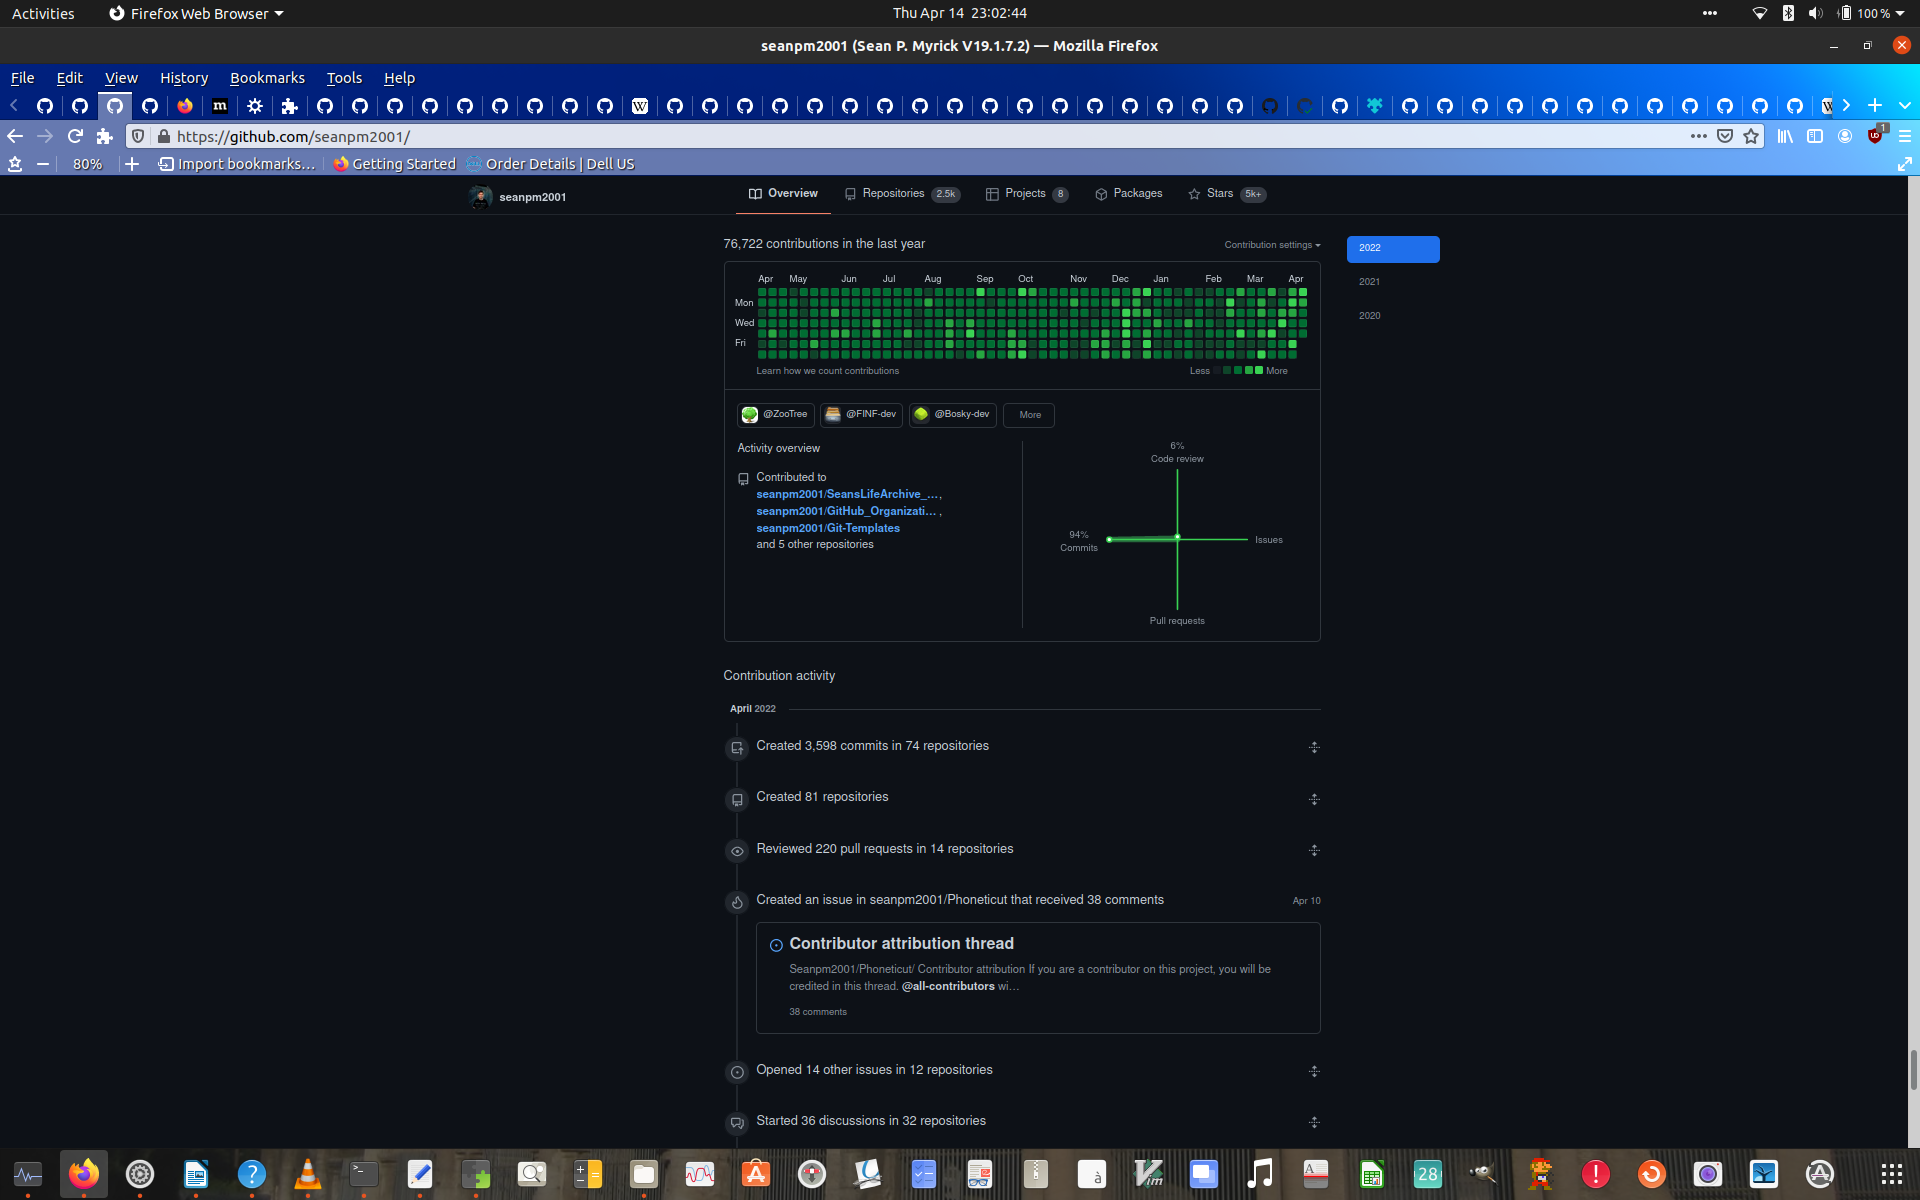 Activities
Firefox Web Browser
Thu Apr 14 23:02:44
100 %
seanpm2001 (Sean P. Myrick V19.1.7.2) — Mozilla Firefox
File Edit View History Bookmarks Tools Help
https://github.com/seanpm2001/
1
80%
Import bookmarks...
Getting Started
Order Details | Dell US
seanpm2001
Overview
Repositories 2.5k
Projects 8
Packages
Stars 5k+
76,722 contributions in the last year
Contribution settings
2022
2021
2020
Apr May Jun Jul Aug Sep Oct Nov Dec Jan Feb Mar Apr
Mon
Wed
Fri
Learn how we count contributions
Less More
@ZooTree
@FINF-dev
@Bosky-dev
More
Activity overview
Contributed to
seanpm2001/SeansLifeArchive_...,
seanpm2001/GitHub_Organizati... ,
seanpm2001/Git-Templates
and 5 other repositories
6%
Code review
94%
Commits
Issues
Pull requests
Contribution activity
April 2022
Created 3,598 commits in 74 repositories
Created 81 repositories
Reviewed 220 pull requests in 14 repositories
Created an issue in seanpm2001/Phoneticut that received 38 comments
Apr 10
Contributor attribution thread
Seanpm2001/Phoneticut/ Contributor attribution If you are a contributor on this project, you will be
credited in this thread. @all-contributors wi...
38 comments
Opened 14 other issues in 12 repositories
Started 36 discussions in 32 repositories
28